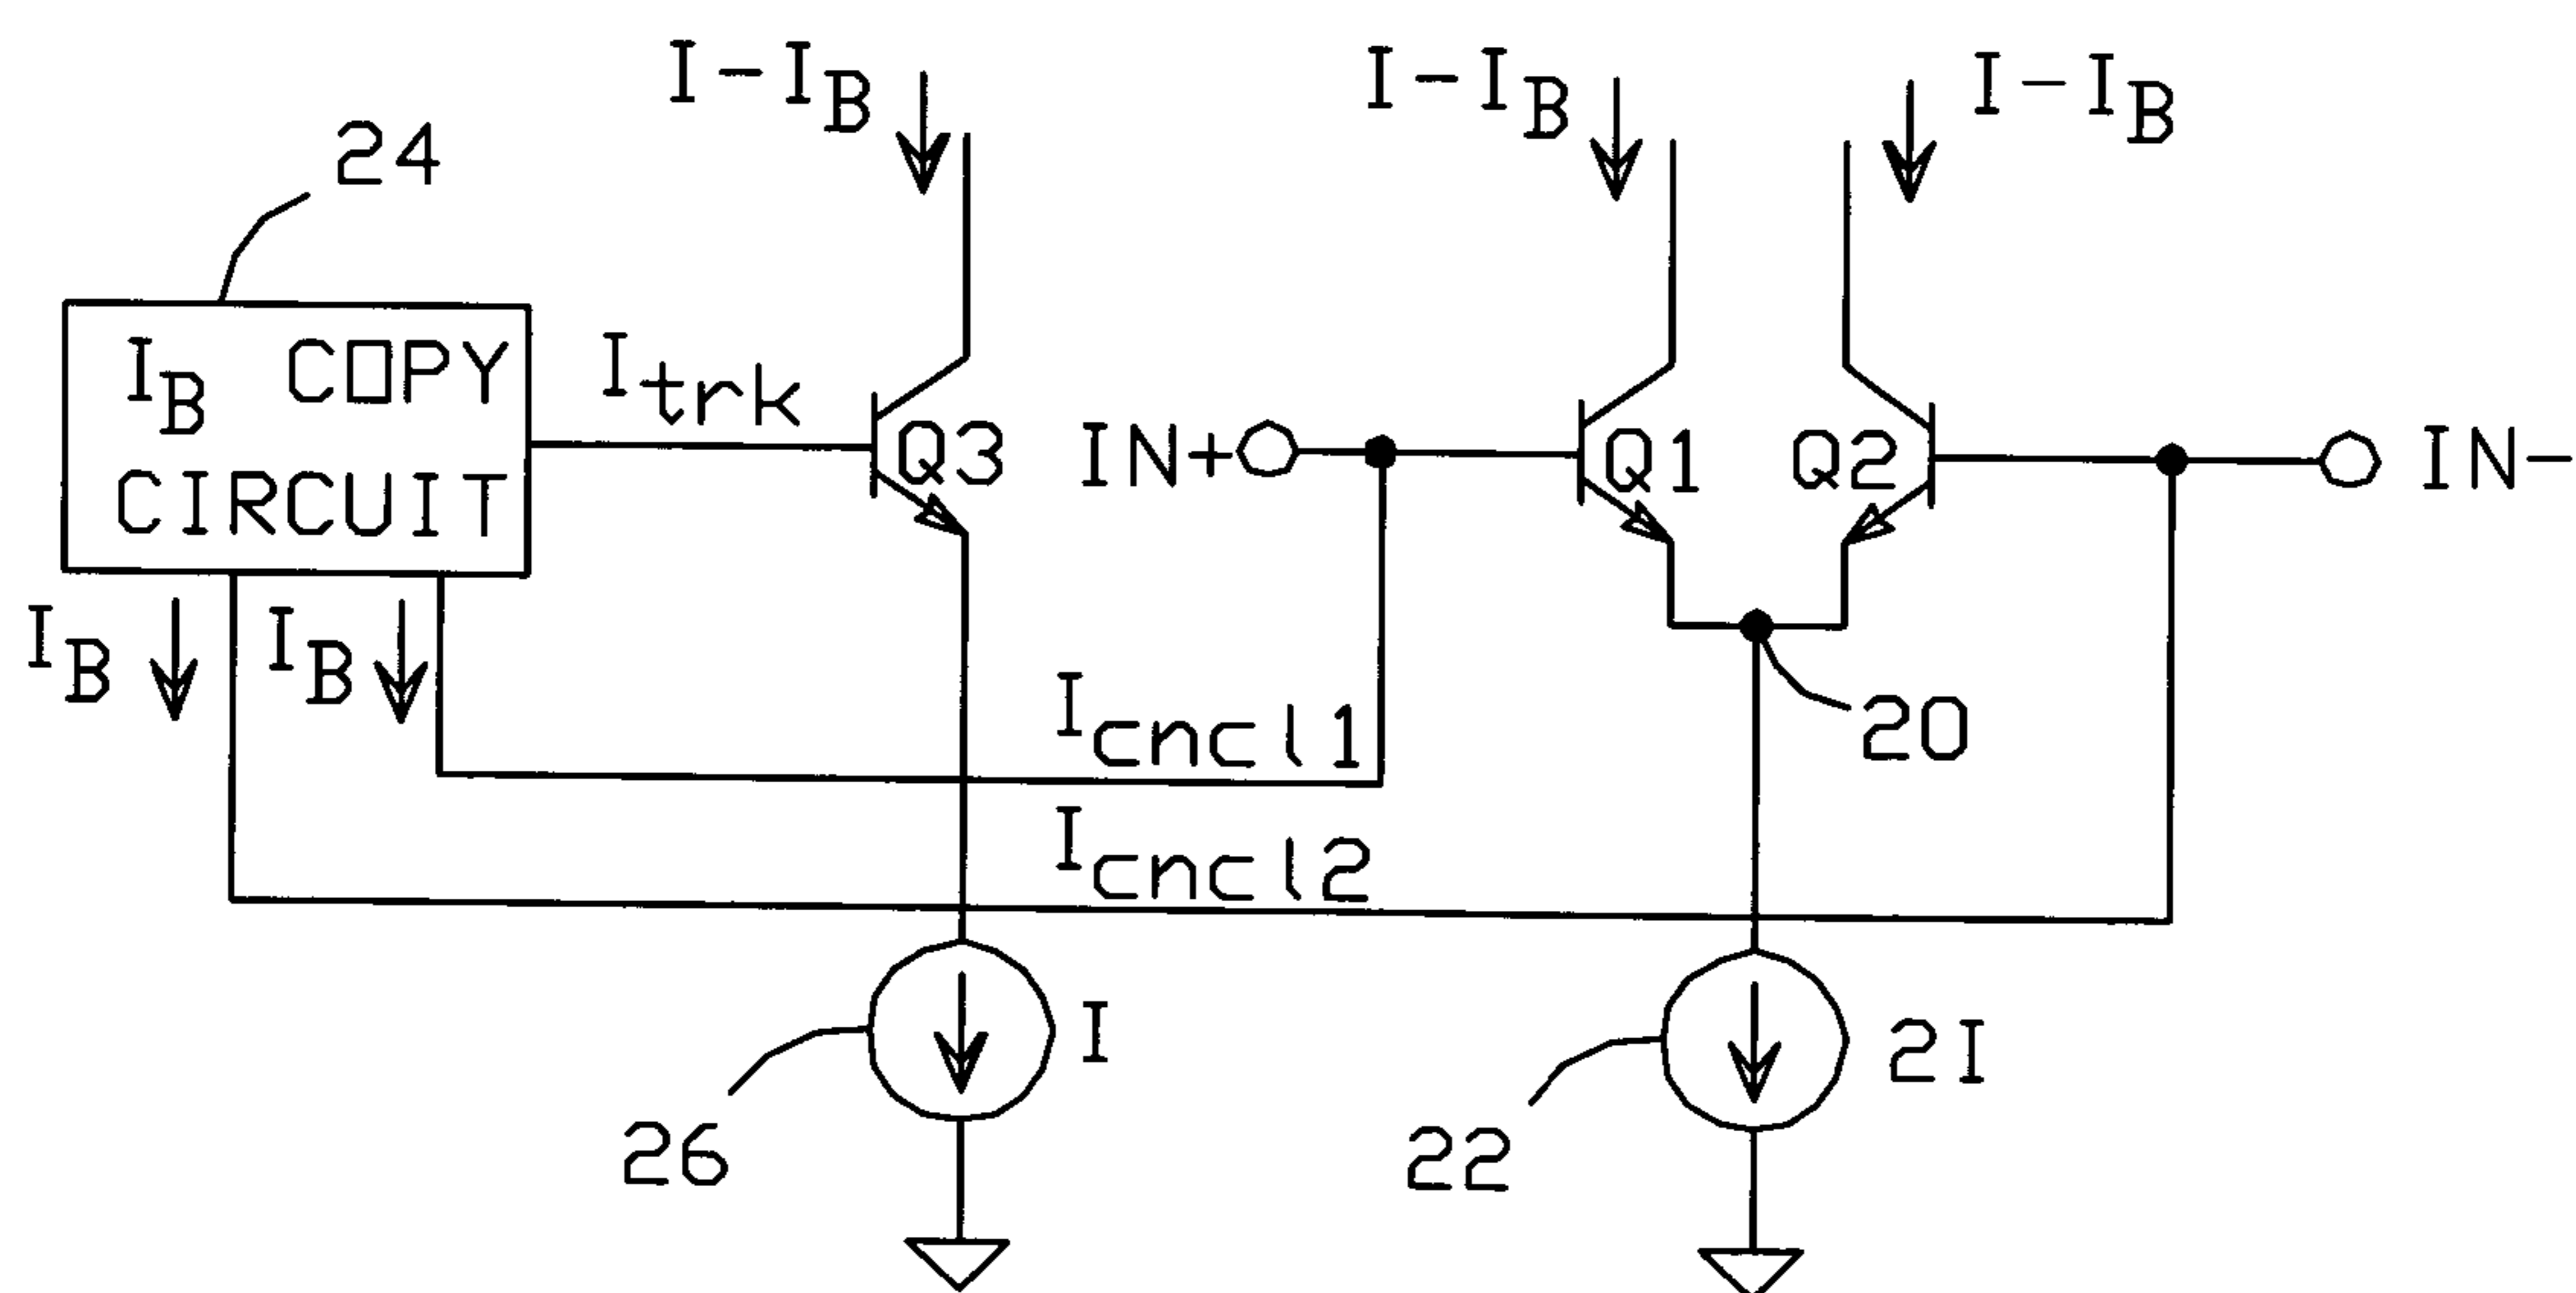 I-I_B
I-I_B
I-I_B
24
I_B COPY
CIRCUIT
I_trk
Q3
IN+
Q1
Q2
IN-
I_B
I_B
I_cncl1
20
I_cncl2
I
2I
26
22